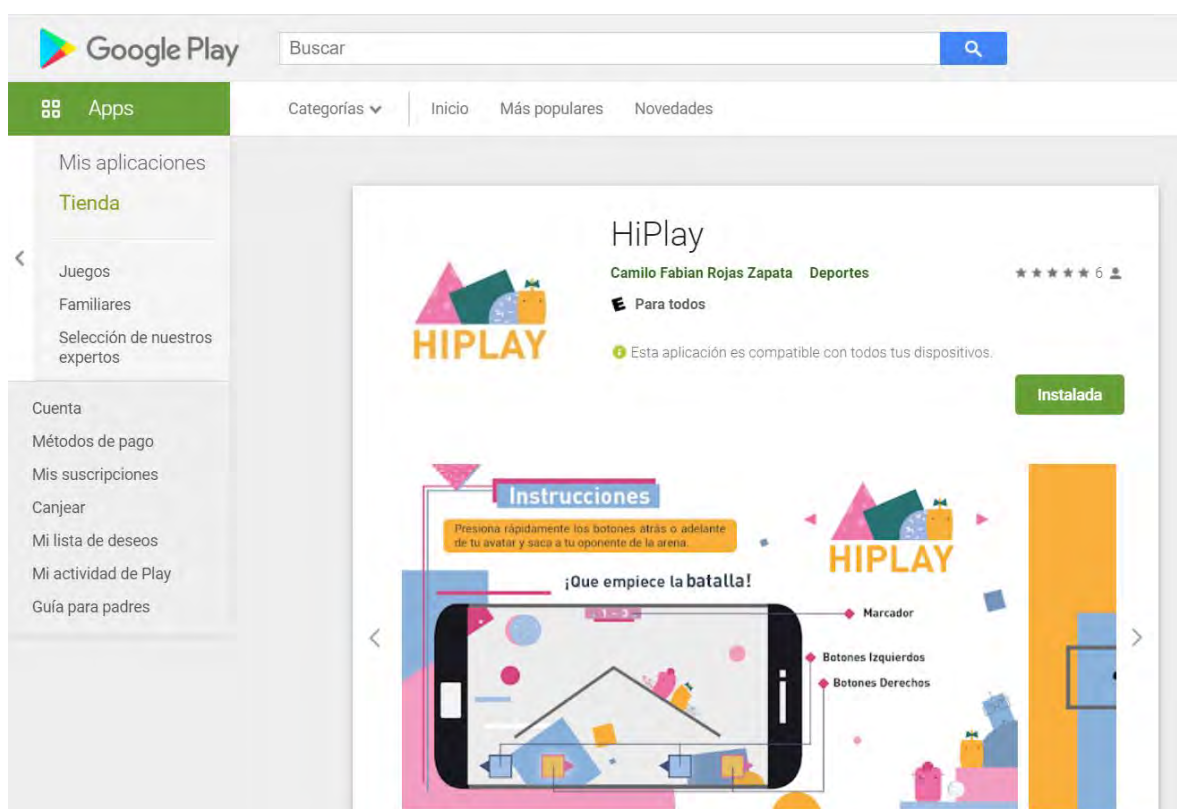 Google Play
Buscar
Apps
Categorías
Inicio
Más populares
Novedades
Mis aplicaciones
Tienda
Juegos
Familiares
Selección de nuestros
expertos
Cuenta
Métodos de pago
Mis suscripciones
Canjear
Mi lista de deseos
Mi actividad de Play
Guía para padres
HIPLAY
HiPlay
Camilo Fabian Rojas Zapata Deportes
6
E Para todos
Esta aplicación es compatible con todos tus dispositivos.
Instalada
Instrucciones
Presiona rápidamente los botones atrás o adelante
de tu avatar y saca a tu oponente de la arena.
¡Que empiece la batalla!
1 - 3
Marcador
Botones Izquierdos
Botones Derechos
HIPLAY